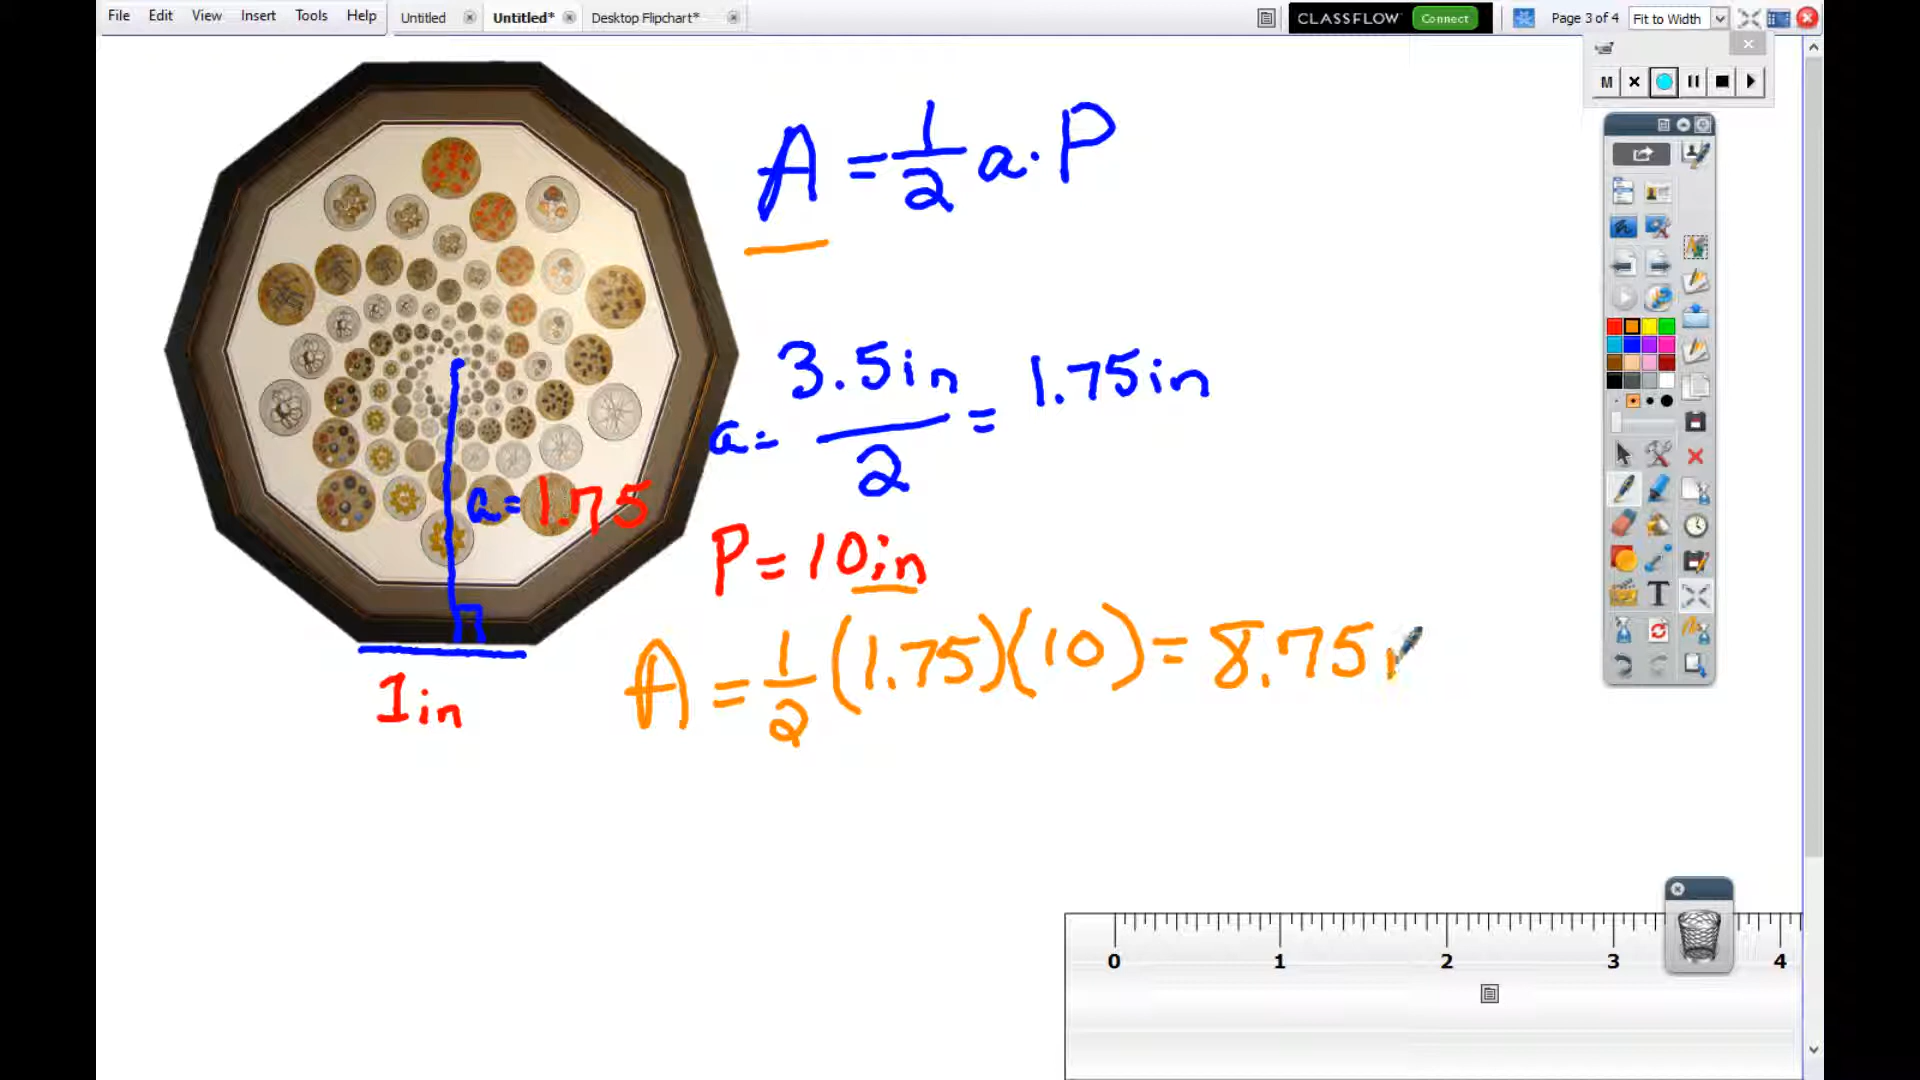 File Edit View Insert Tools Help Untitled Untitled* Desktop Flipchart* CLASSFLOW Connect Page 3 of 4 Fit to Width
M
A = 1/2 a · P
a = 3.5in / 2 = 1.75in
a = 1.75
P = 10in
A = 1/2 (1.75)(10) = 8.75
1in
T
0 1 2 3 4